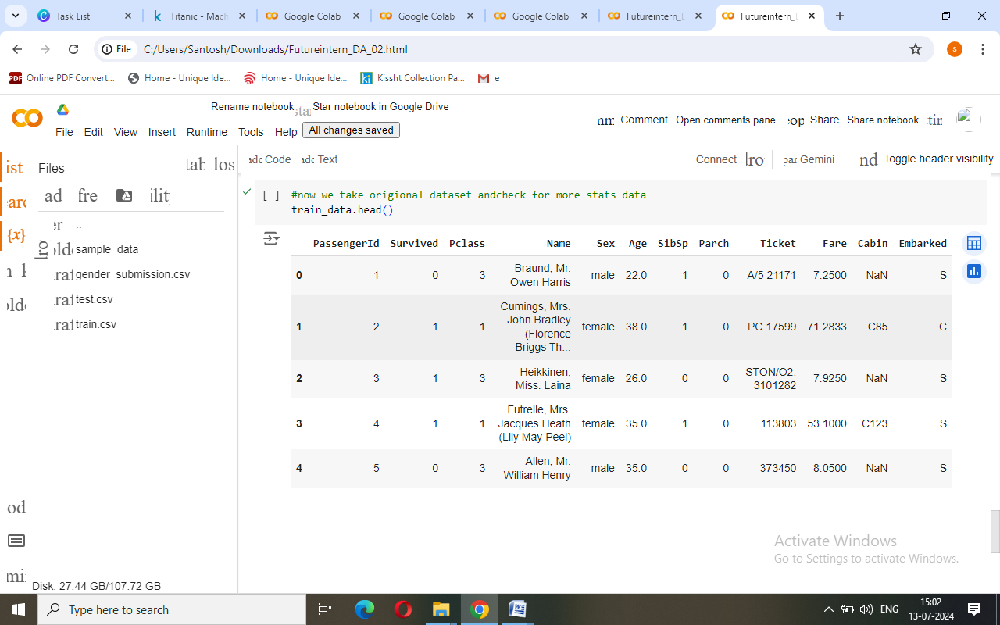 Task List
Titanic - Mach
Google Colab
Google Colab
Google Colab
Futureintern_D
Futureintern_D
File C:/Users/Santosh/Downloads/Futureintern_DA_02.html
s
Online PDF Convert...
Home - Unique Ide...
Home - Unique Ide...
Kissht Collection Pa...
e
Rename notebook
Star notebook in Google Drive
File Edit View Insert Runtime Tools Help All changes saved
Comment Open comments pane Share Share notebook
Code Text
Connect Gemini Toggle header visibility
Files
{x}
..
sample_data
gender_submission.csv
test.csv
train.csv
Disk: 27.44 GB/107.72 GB
[ ] #now we take origional dataset andcheck for more stats data
train_data.head()
PassengerId Survived Pclass Name Sex Age SibSp Parch Ticket Fare Cabin Embarked
0 1 0 3 Braund, Mr. Owen Harris male 22.0 1 0 A/5 21171 7.2500 NaN S
1 2 1 1 Cumings, Mrs. John Bradley (Florence Briggs Th... female 38.0 1 0 PC 17599 71.2833 C85 C
2 3 1 3 Heikkinen, Miss. Laina female 26.0 0 0 STON/O2. 3101282 7.9250 NaN S
3 4 1 1 Futrelle, Mrs. Jacques Heath (Lily May Peel) female 35.0 1 0 113803 53.1000 C123 S
4 5 0 3 Allen, Mr. William Henry male 35.0 0 0 373450 8.0500 NaN S
Activate Windows
Go to Settings to activate Windows.
Type here to search
ENG
15:02
13-07-2024